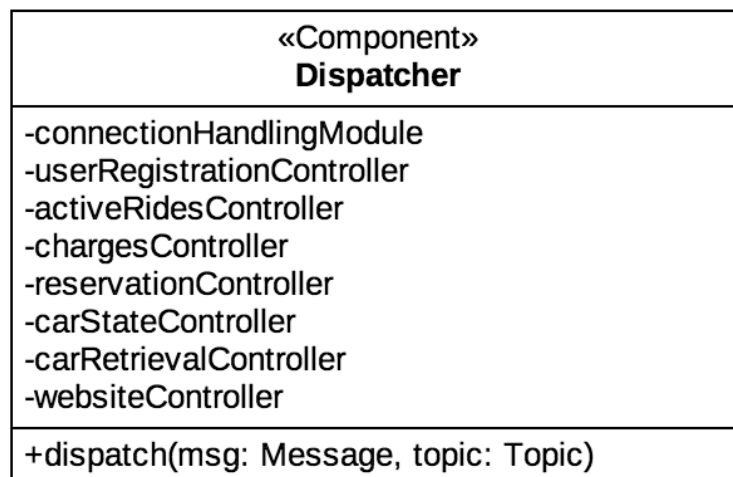 «Component»
Dispatcher
-connectionHandlingModule
-userRegistrationController
-activeRidesController
-chargesController
-reservationController
-carStateController
-carRetrievalController
-websiteController
+dispatch(msg: Message, topic: Topic)